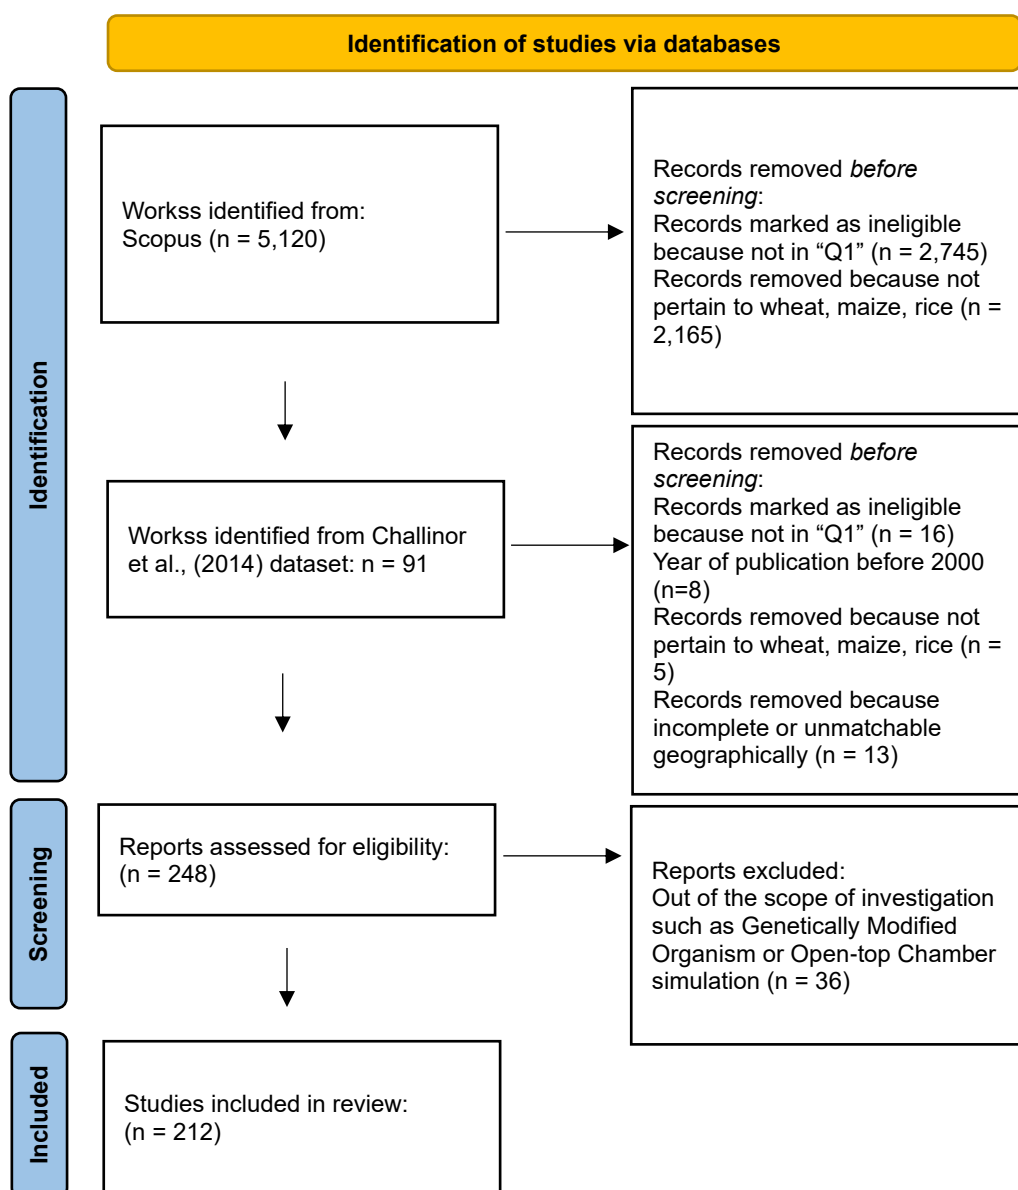 Identification of studies via databases
Identification
Workss identified from:
Scopus (n = 5,120)
Records removed before
screening:
Records marked as ineligible
because not in “Q1” (n = 2,745)
Records removed because not
pertain to wheat, maize, rice (n =
2,165)
Workss identified from Challinor
et al., (2014) dataset: n = 91
Records removed before
screening:
Records marked as ineligible
because not in “Q1” (n = 16)
Year of publication before 2000
(n=8)
Records removed because not
pertain to wheat, maize, rice (n =
5)
Records removed because
incomplete or unmatchable
geographically (n = 13)
Screening
Reports assessed for eligibility:
(n = 248)
Reports excluded:
Out of the scope of investigation
such as Genetically Modified
Organism or Open-top Chamber
simulation (n = 36)
Included
Studies included in review:
(n = 212)